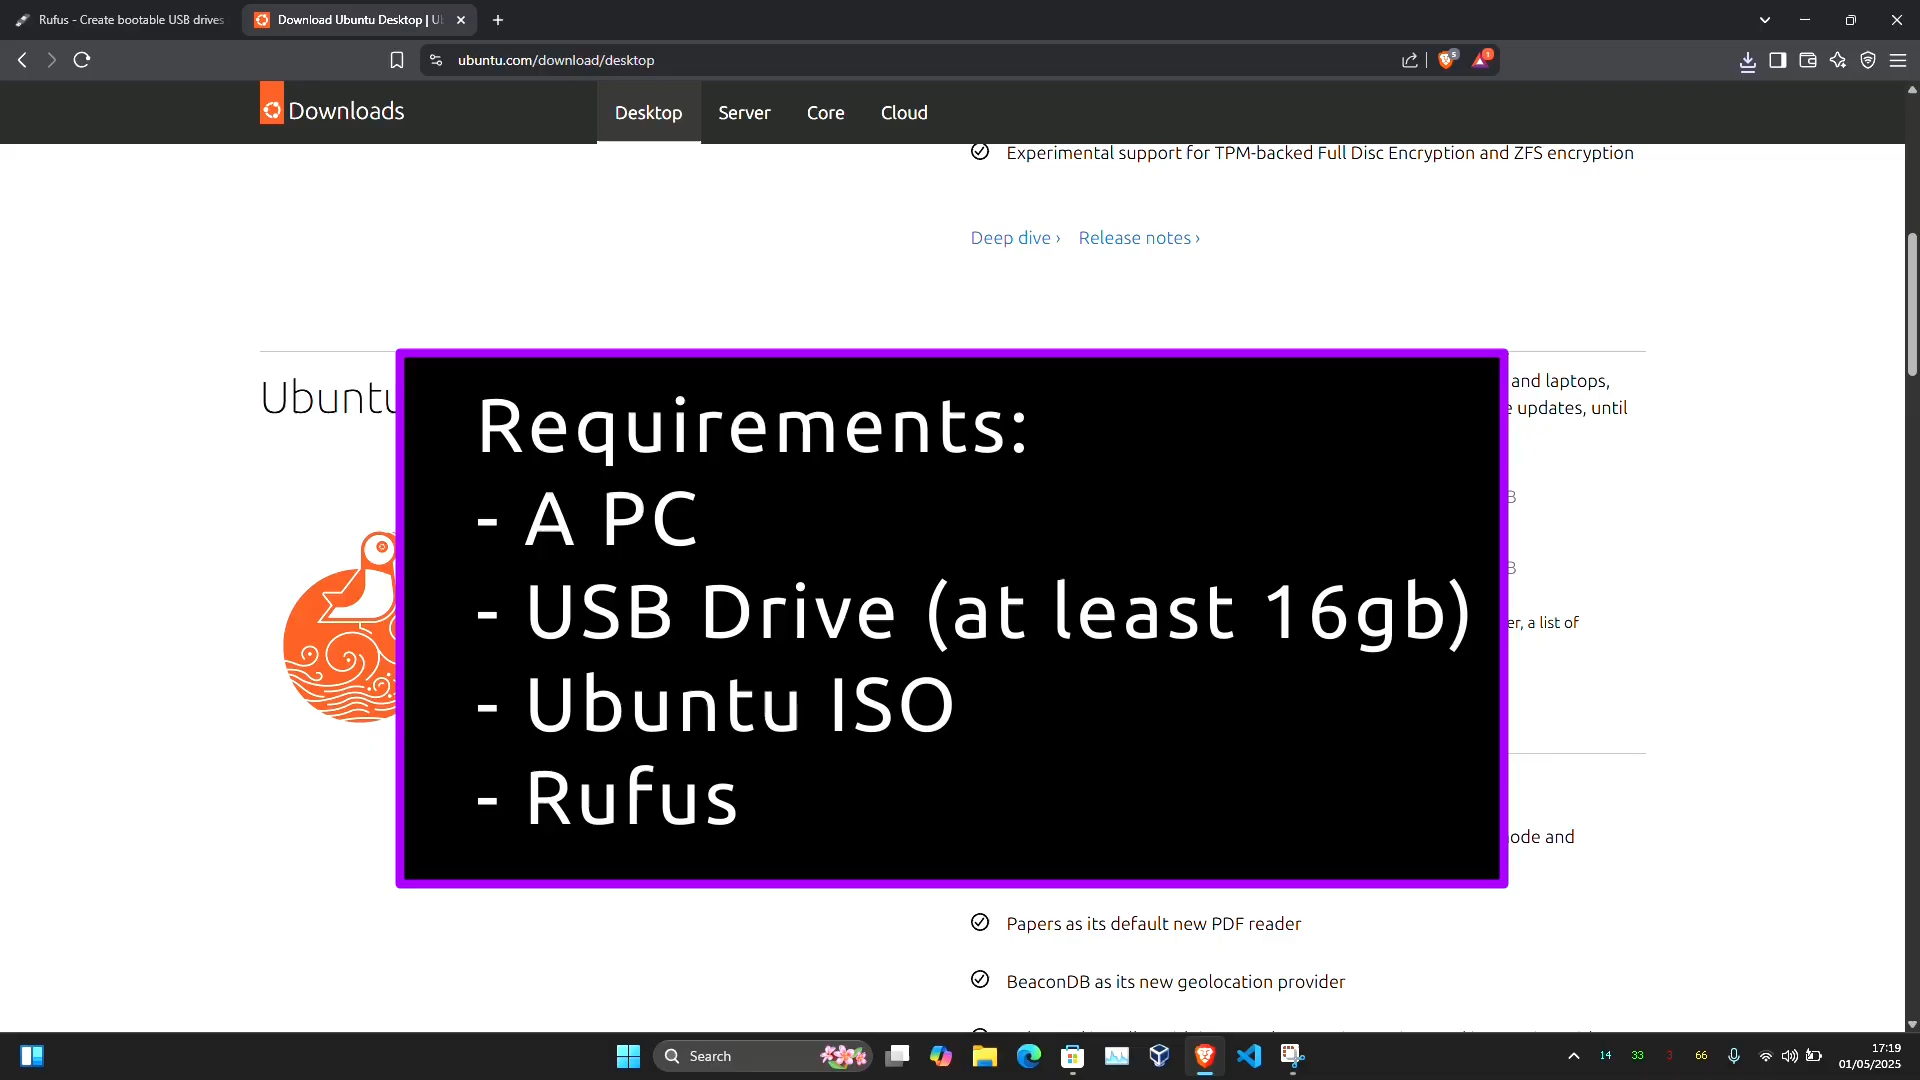 Rufus - Create bootable USB drives
Download Ubuntu Desktop | U
ubuntu.com/download/desktop
5
1
Downloads
Desktop
Server
Core
Cloud
Experimental support for TPM-backed Full Disc Encryption and ZFS encryption
Deep dive ›
Release notes ›
Ubuntu
and laptops,
updates, until
Requirements:
- A PC
- USB Drive (at least 16gb)
- Ubuntu ISO
- Rufus
B
B
er, a list of
ode and
Papers as its default new PDF reader
BeaconDB as its new geolocation provider
Search
14
33
3
66
17:19
01/05/2025